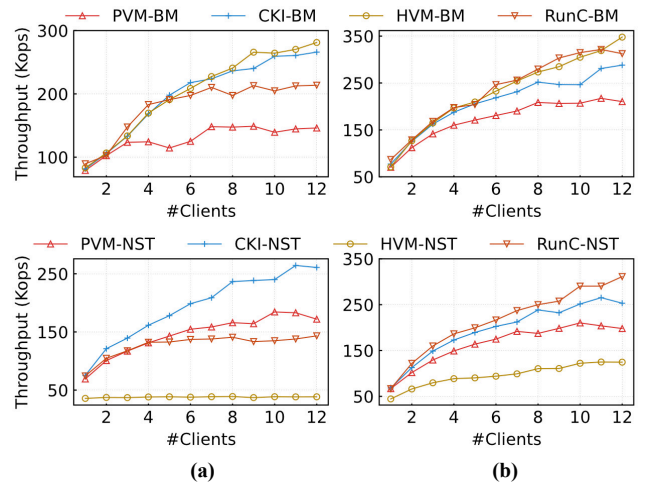 PVM-BM CKI-BM HVM-BM RunC-BM
Throughput (Kops)
300
200
100
2 4 6 8 10 12
#Clients
350
250
150
50
2 4 6 8 10 12
#Clients
PVM-NST CKI-NST HVM-NST RunC-NST
Throughput (Kops)
250
150
50
2 4 6 8 10 12
#Clients
350
250
150
50
2 4 6 8 10 12
#Clients
(a) (b)